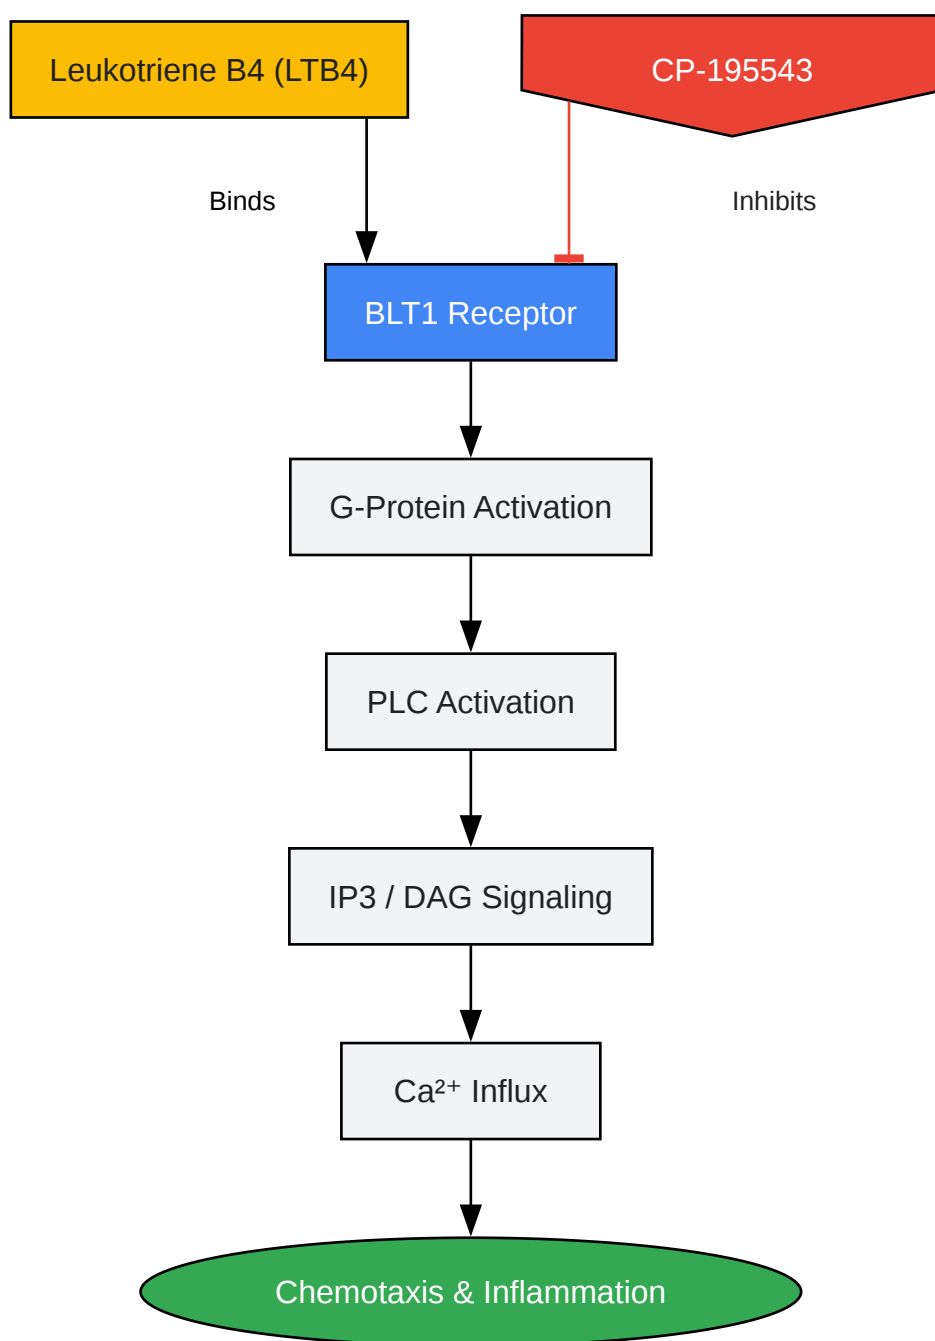 Leukotriene B4 (LTB4)
CP-195543
Binds
Inhibits
BLT1 Receptor
G-Protein Activation
PLC Activation
IP3 / DAG Signaling
Ca²⁺ Influx
Chemotaxis & Inflammation